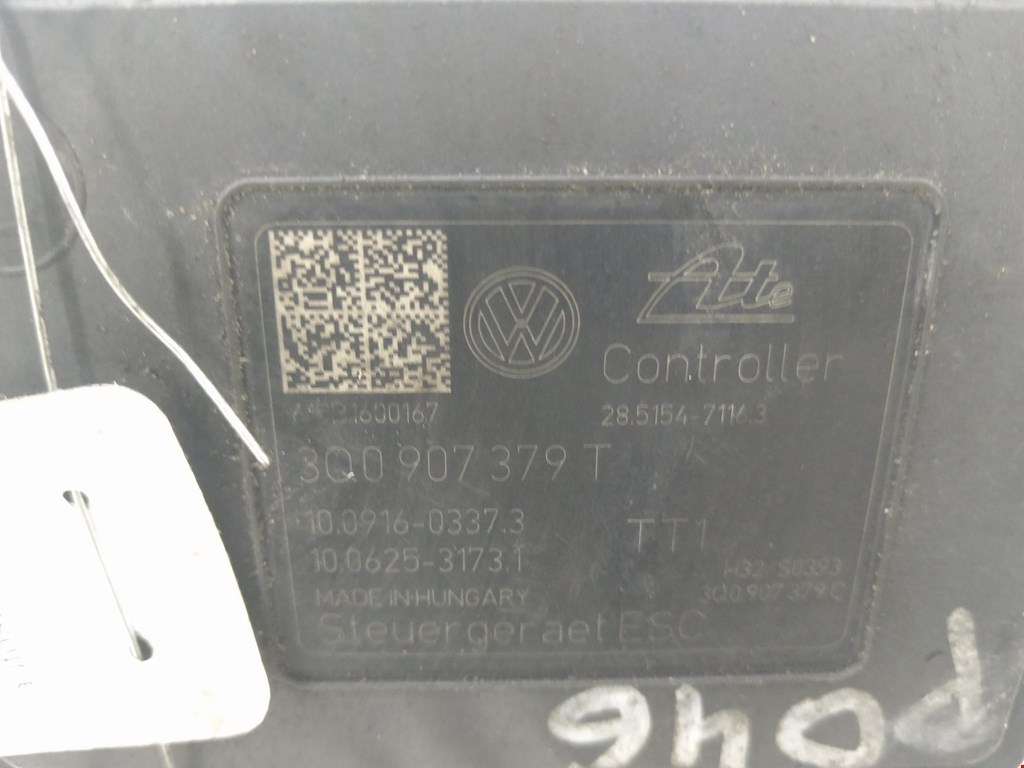 Ate
Controller
28.5154-7116.3
3Q0 907 379 T
10.0916-0337.3
10.0625-3173.1
TT1
3Q0 907 379 C
MADE IN HUNGARY
Steuergeraet ESC
P046